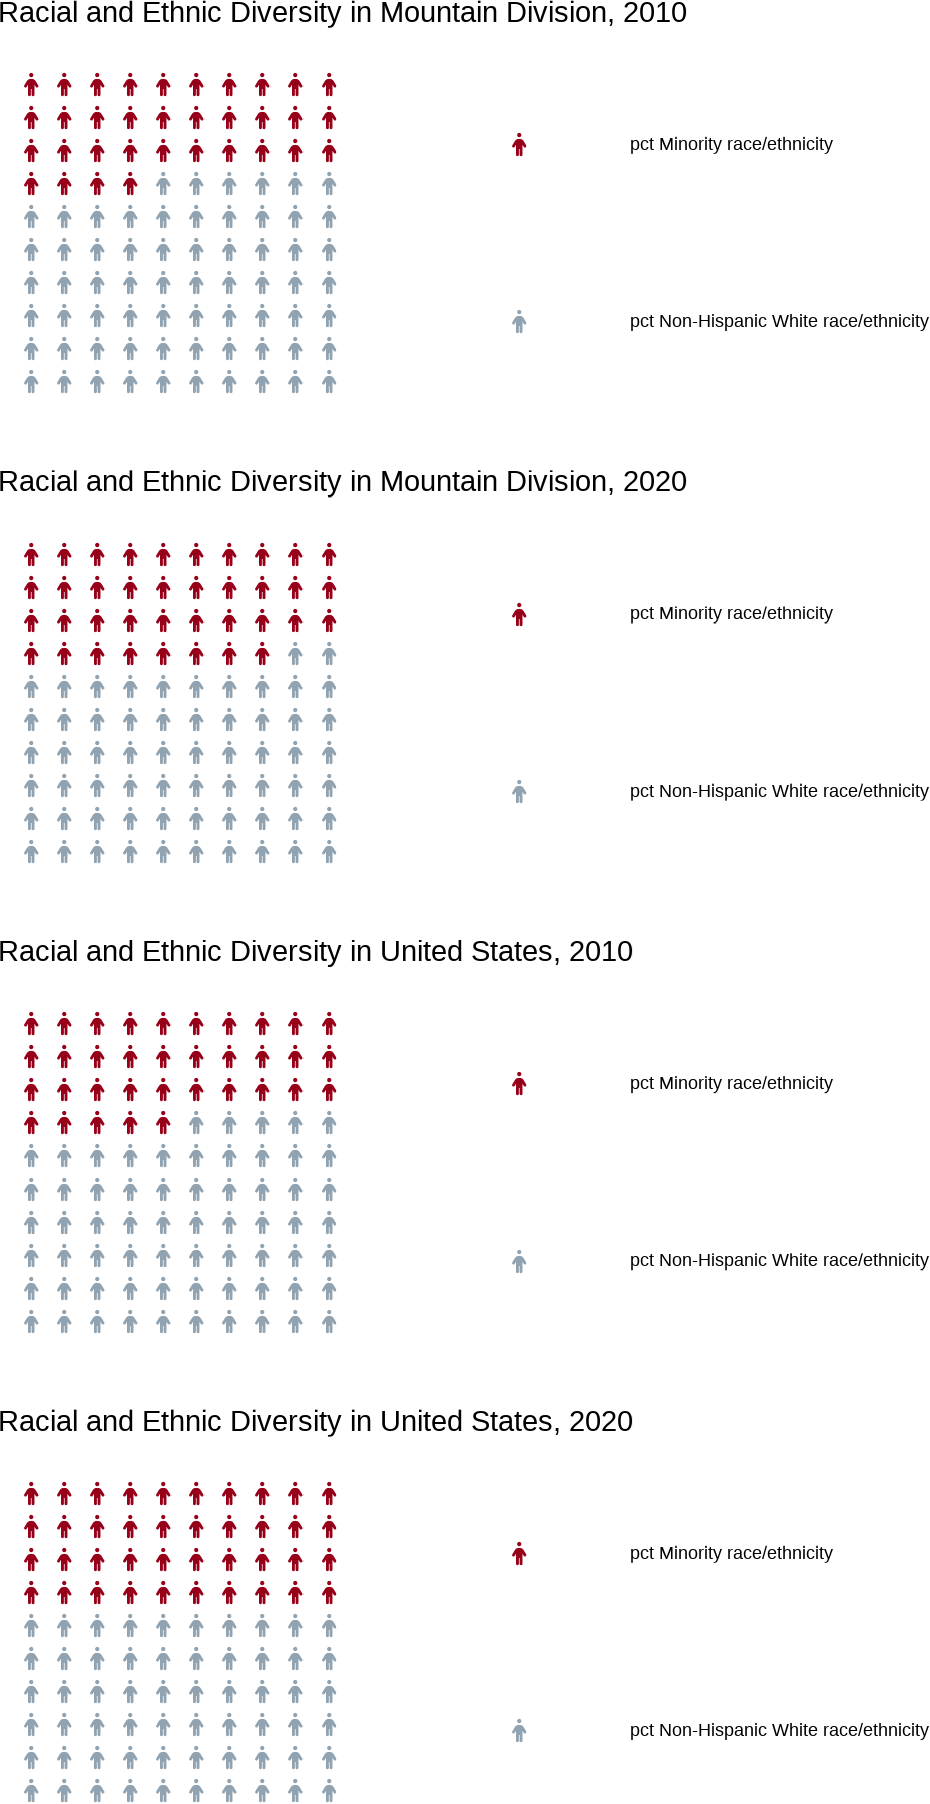 Racial and Ethnic Diversity in Mountain Division, 2010
pct Minority race/ethnicity
pct Non-Hispanic White race/ethnicity
Racial and Ethnic Diversity in Mountain Division, 2020
pct Minority race/ethnicity
pct Non-Hispanic White race/ethnicity
Racial and Ethnic Diversity in United States, 2010
pct Minority race/ethnicity
pct Non-Hispanic White race/ethnicity
Racial and Ethnic Diversity in United States, 2020
pct Minority race/ethnicity
pct Non-Hispanic White race/ethnicity